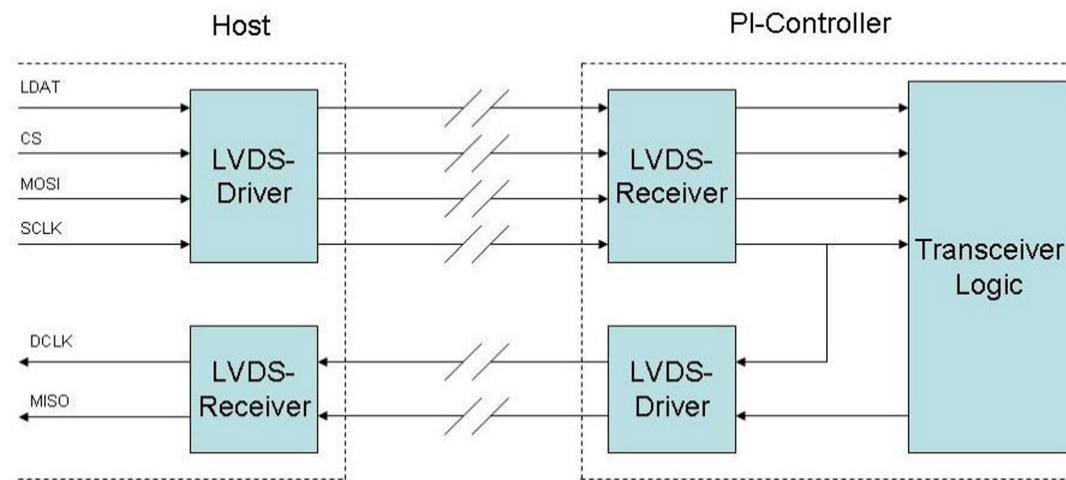 Host
PI-Controller
LDAT
CS
MOSI
SCLK
LVDS-
Driver
LVDS-
Receiver
Transceiver
Logic
DCLK
MISO
LVDS-
Receiver
LVDS-
Driver